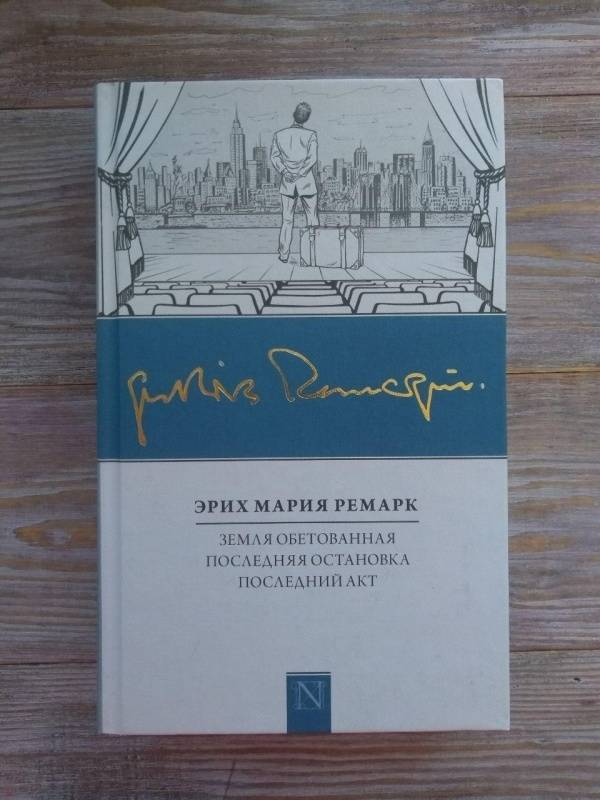 ЭРИХ МАРИЯ РЕМАРК
ЗЕМЛЯ ОБЕТОВАННАЯ
ПОСЛЕДНЯЯ ОСТАНОВКА
ПОСЛЕДНИЙ АКТ
N